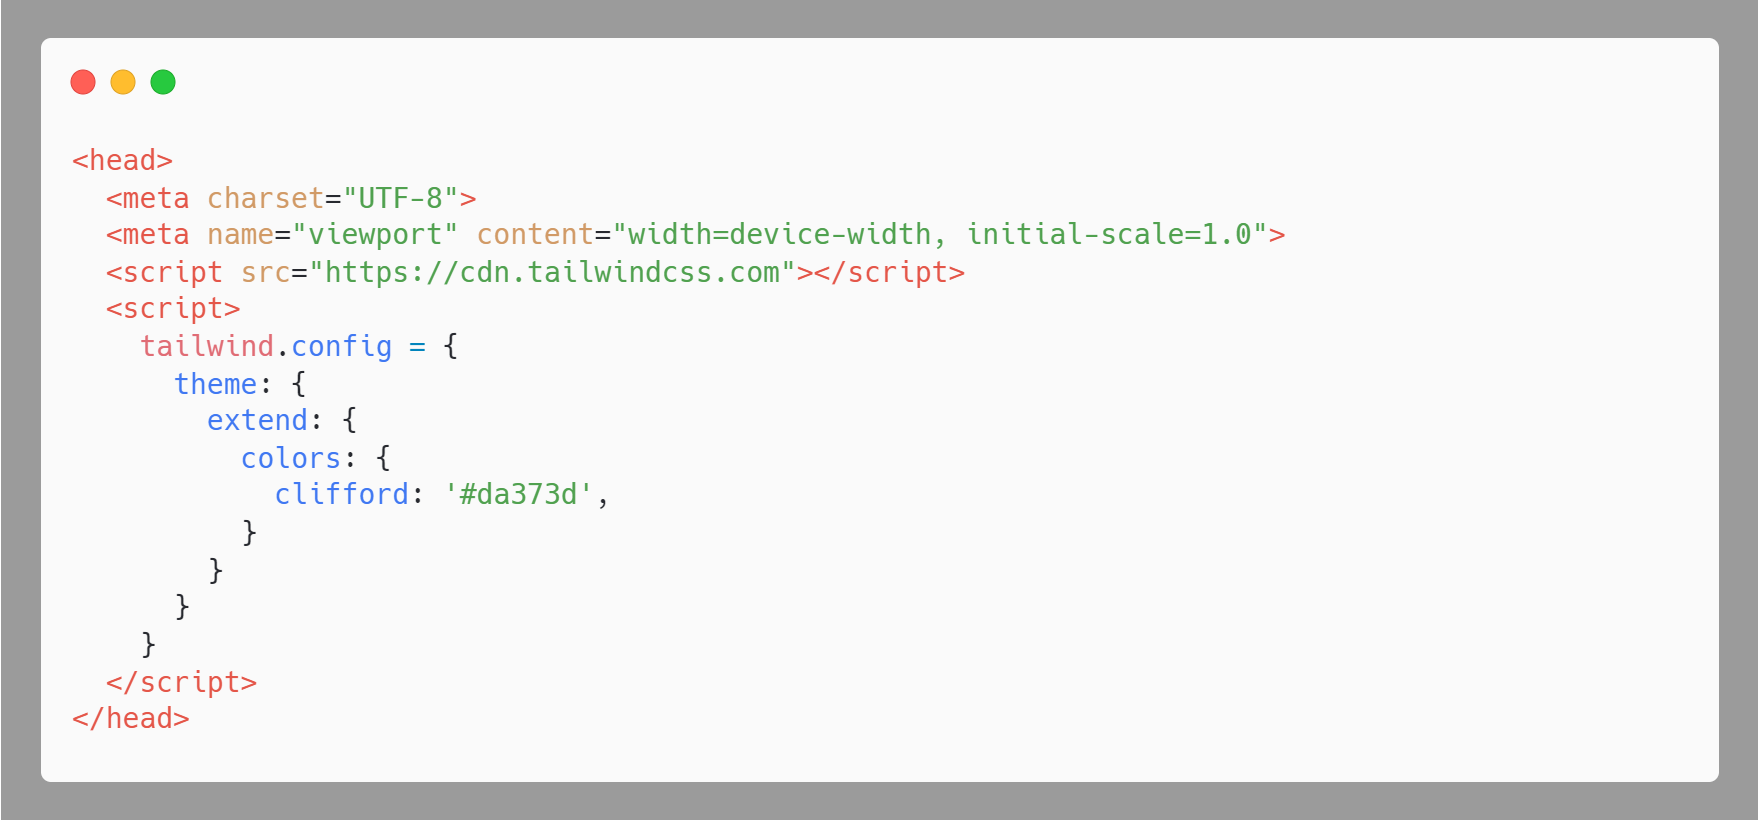 <head>
  <meta charset="UTF-8">
  <meta name="viewport" content="width=device-width, initial-scale=1.0">
  <script src="https://cdn.tailwindcss.com"></script>
  <script>
    tailwind.config = {
      theme: {
        extend: {
          colors: {
            clifford: '#da373d',
          }
        }
      }
    }
  </script>
</head>